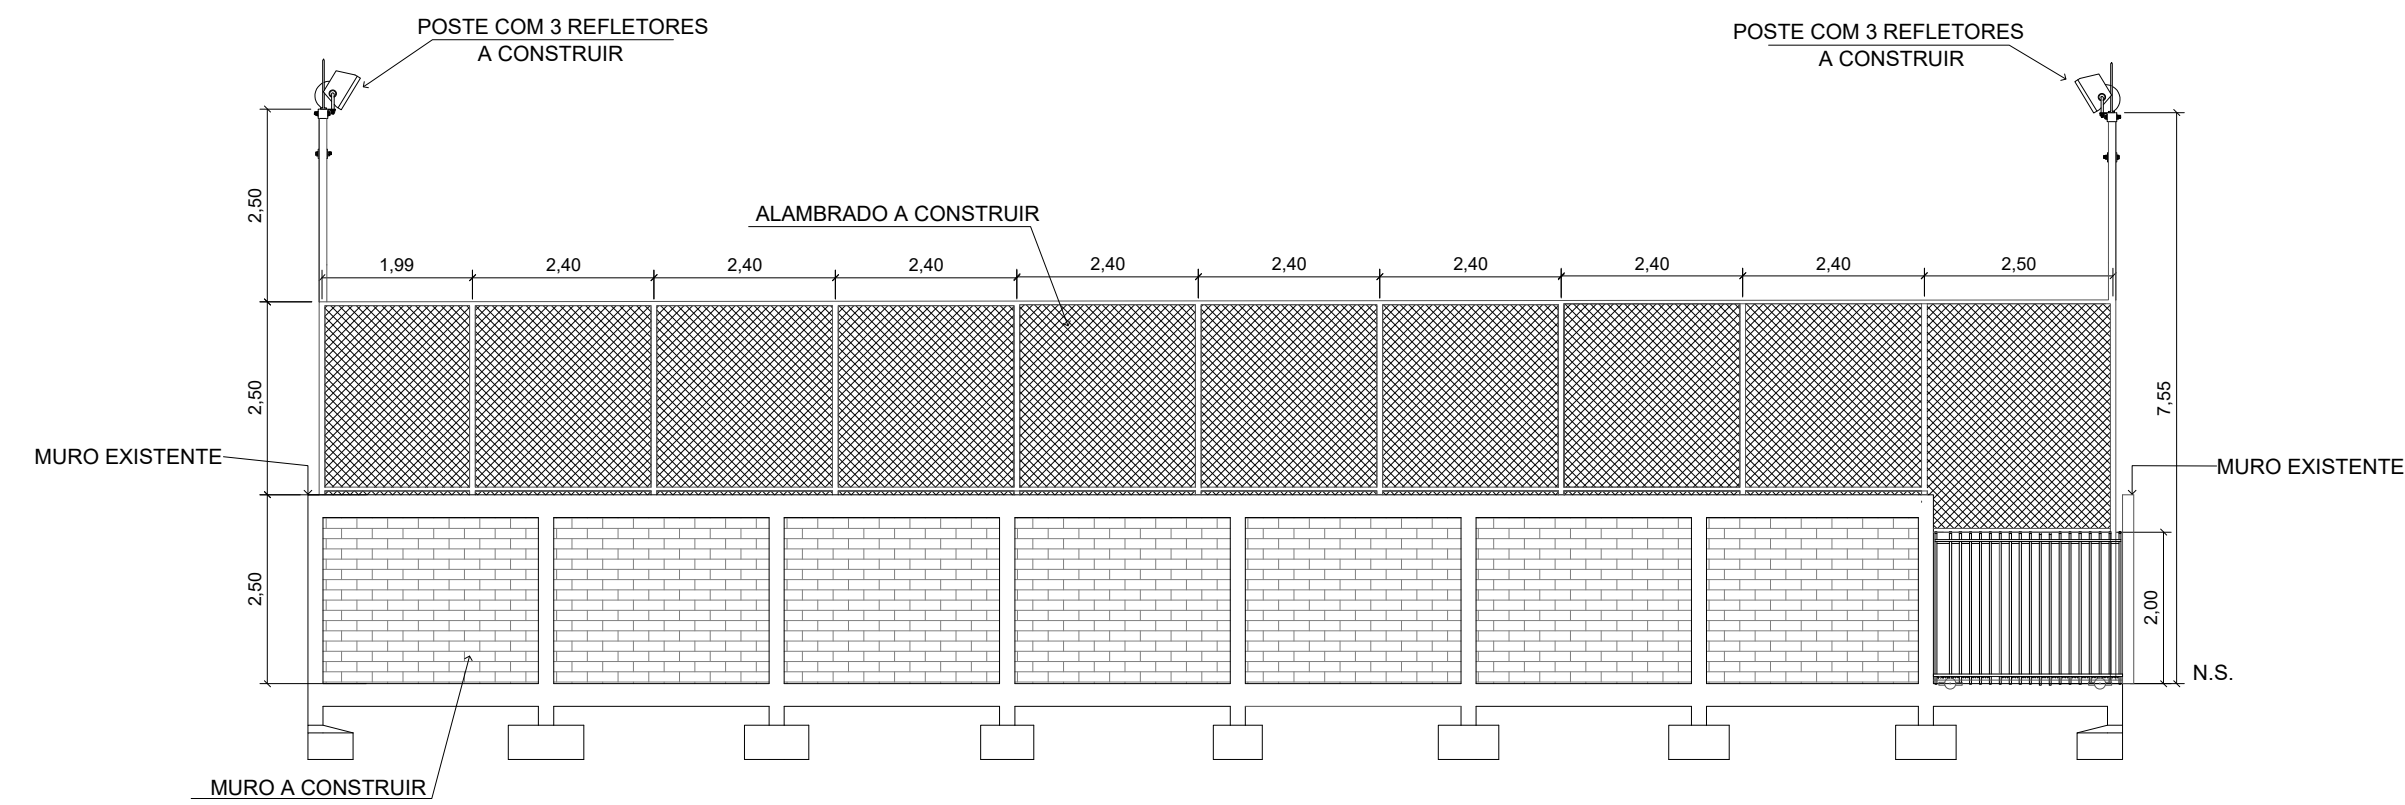 POSTE COM 3 REFLETORES
A CONSTRUIR
POSTE COM 3 REFLETORES
A CONSTRUIR
2,50
ALAMBRADO A CONSTRUIR
1,99
2,40
2,40
2,40
2,40
2,40
2,40
2,40
2,40
2,50
2,50
7,55
MURO EXISTENTE
MURO EXISTENTE
2,50
2,00
N.S.
MURO A CONSTRUIR